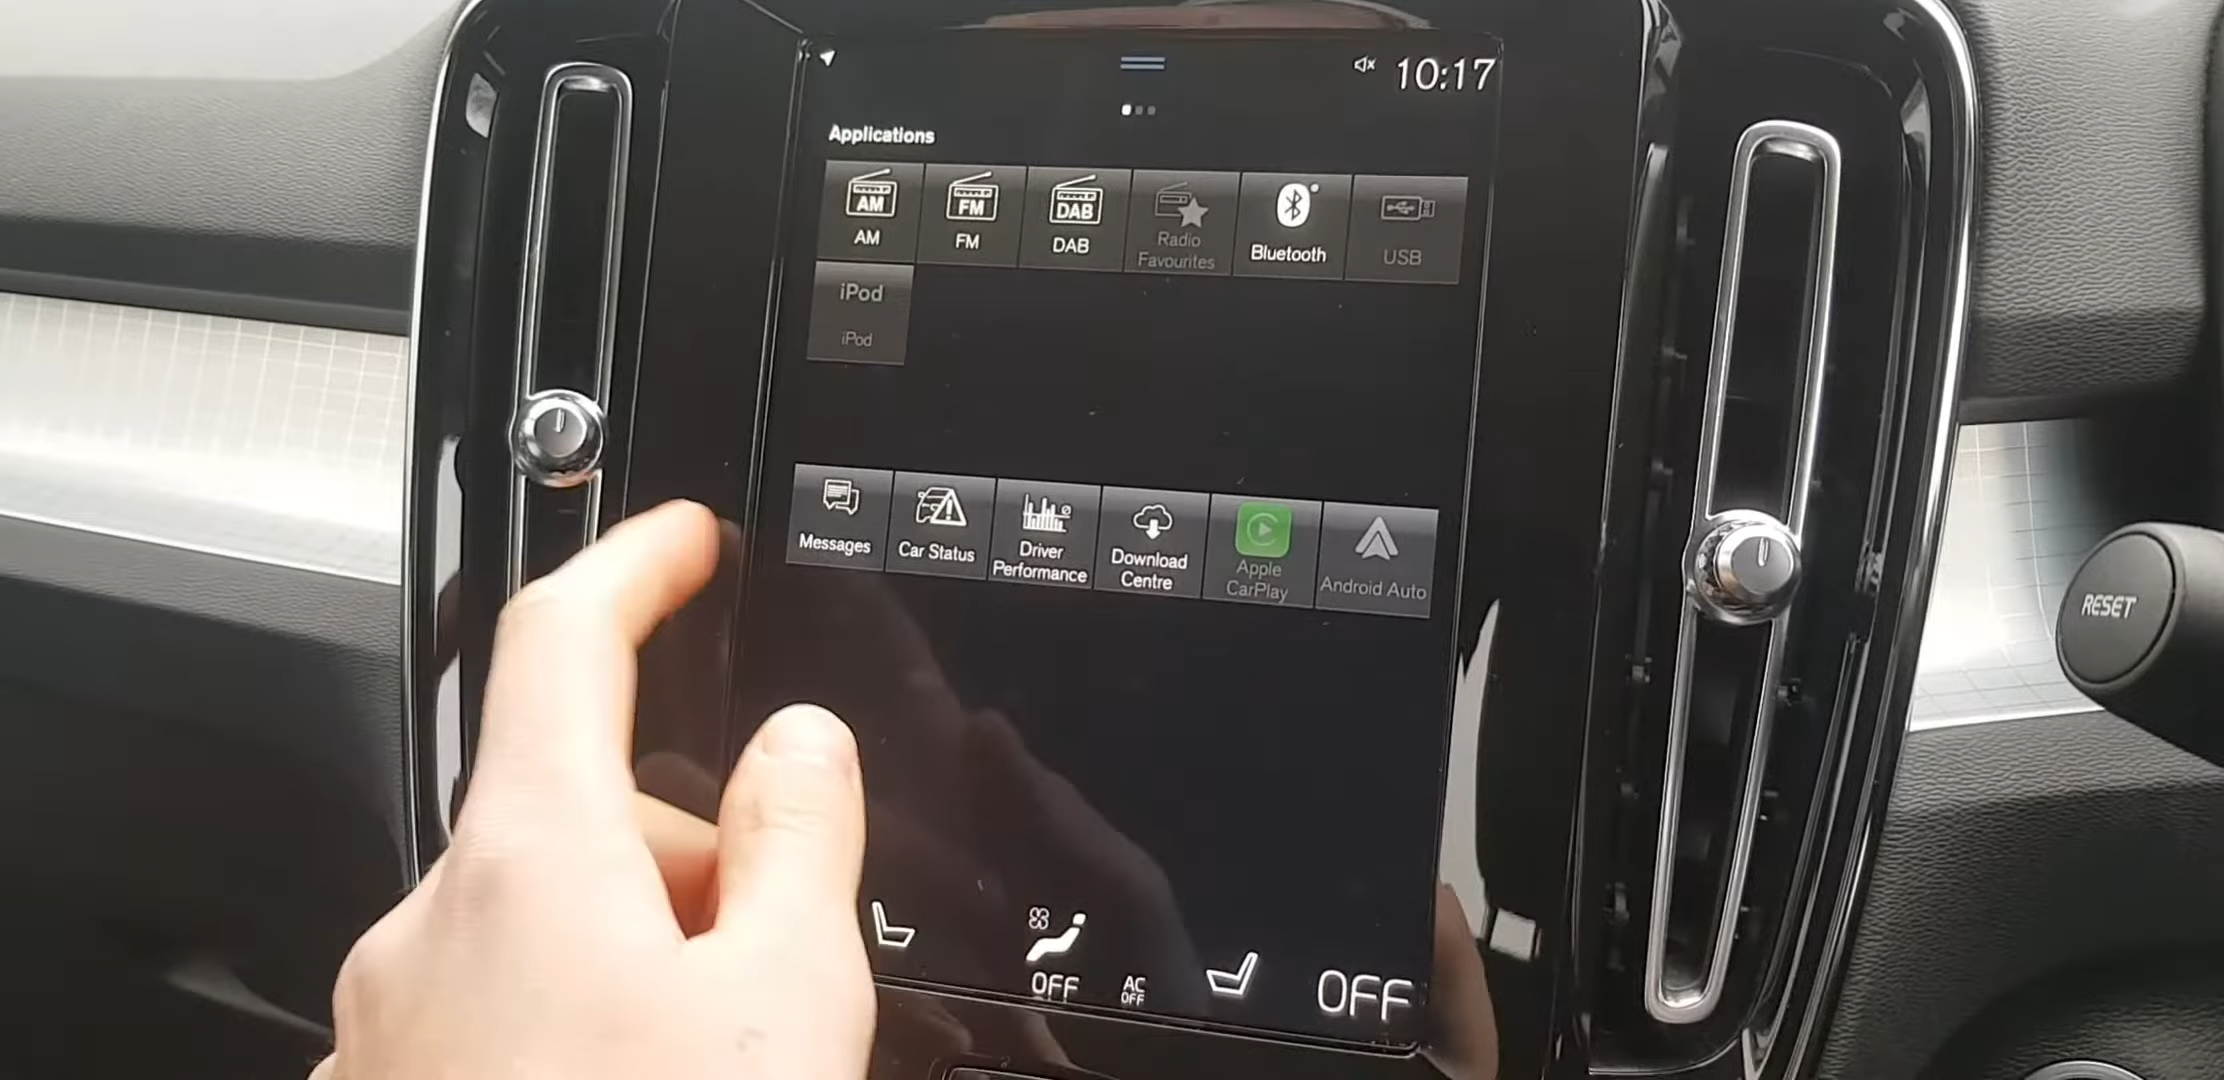 10:17
Applications
AM
FM
DAB
AM
FM
DAB
Radio
Favourites
Bluetooth
USB
iPod
iPod
Messages
Car Status
Driver
Performance
Download
Centre
Apple
CarPlay
Android Auto
RESET
OFF
AC
OFF
OFF